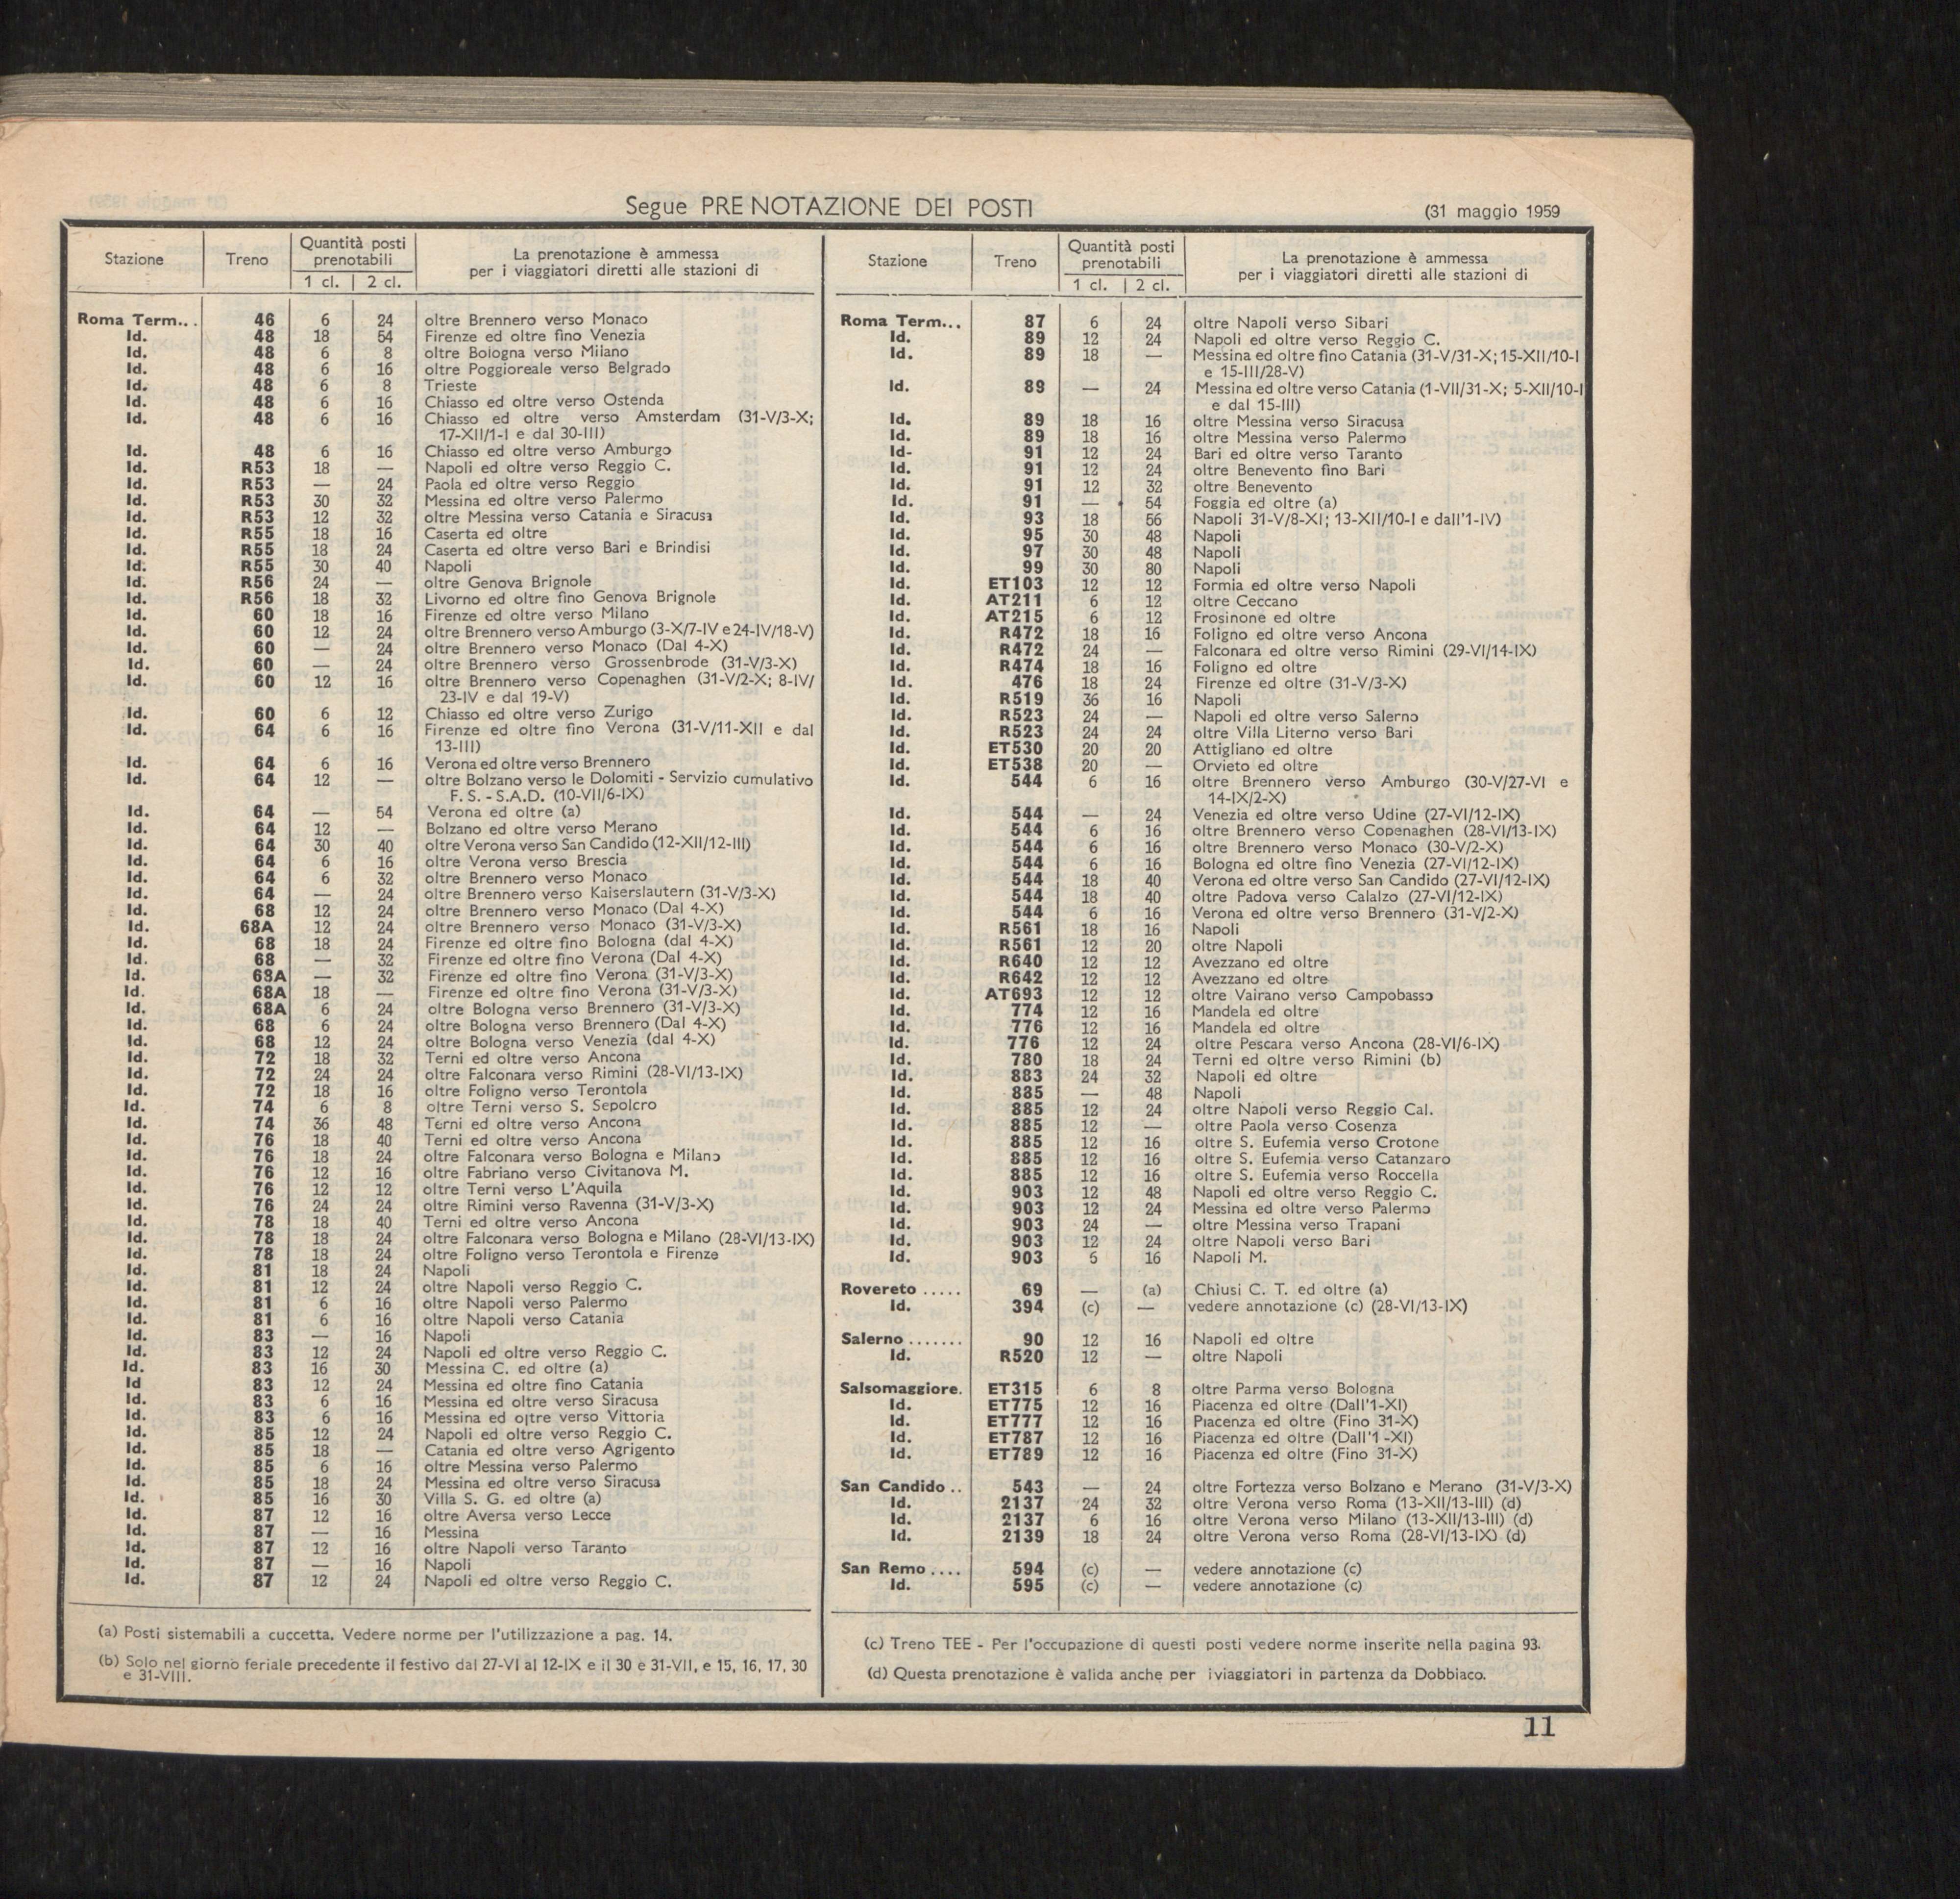 Segue PRENOTAZIONE DEI POSTI (31 maggio 1959
Stazione Treno Quantità posti prenotabili 1 cl. 2 cl. La prenotazione è ammessa per i viaggiatori diretti alle stazioni di
Roma Term... 46 6 24 oltre Brennero verso Monaco
Id. 48 18 54 Firenze ed oltre fino Venezia
Id. 48 6 8 oltre Bologna verso Milano
Id. 48 6 16 oltre Poggioreale verso Belgrado
Id. 48 6 8 Trieste
Id. 48 6 16 Chiasso ed oltre verso Ostenda
Id. 48 6 16 Chiasso ed oltre verso Amsterdam (31-V/3-X;
17-XII/1-I e dal 30-III)
Id. 48 6 16 Chiasso ed oltre verso Amburgo
Id. R53 18 — Napoli ed oltre verso Reggio C.
Id. R53 — 24 Paola ed oltre verso Reggio
Id. R53 30 32 Messina ed oltre verso Palermo
Id. R53 12 32 oltre Messina verso Catania e Siracusa
Id. R55 18 16 Caserta ed oltre
Id. R55 18 24 Caserta ed oltre verso Bari e Brindisi
Id. R55 30 40 Napoli
Id. R56 24 — oltre Genova Brignole
Id. R56 18 32 Livorno ed oltre fino Genova Brignole
Id. 60 18 16 Firenze ed oltre verso Milano
Id. 60 12 24 oltre Brennero verso Amburgo (3-X/7-IV e 24-IV/18-V)
Id. 60 — 24 oltre Brennero verso Monaco (Dal 4-X)
Id. 60 — 24 oltre Brennero verso Grossenbrode (31-V/3-X)
Id. 60 12 16 oltre Brennero verso Copenaghen (31-V/2-X; 8-IV/
23-IV e dal 19-V)
Id. 60 6 12 Chiasso ed oltre verso Zurigo
Id. 64 6 16 Firenze ed oltre fino Verona (31-V/11-XII e dal
13-III)
Id. 64 6 16 Verona ed oltre verso Brennero
Id. 64 12 — oltre Bolzano verso le Dolomiti - Servizio cumulativo
F. S. - S.A.D. (10-VII/6-IX)
Id. 64 — 54 Verona ed oltre (a)
Id. 64 12 — Bolzano ed oltre verso Merano
Id. 64 30 40 oltre Verona verso San Candido (12-XII/12-III)
Id. 64 6 16 oltre Verona verso Brescia
Id. 64 6 32 oltre Brennero verso Monaco
Id. 64 — 24 oltre Brennero verso Kaiserslautern (31-V/3-X)
Id. 68 12 24 oltre Brennero verso Monaco (Dal 4-X)
Id. 68A 12 24 oltre Brennero verso Monaco (31-V/3-X)
Id. 68 18 24 Firenze ed oltre fino Bologna (dal 4-X)
Id. 68 — 32 Firenze ed oltre fino Verona (Dal 4-X)
Id. 68A — 32 Firenze ed oltre fino Verona (31-V/3-X)
Id. 68A 18 — Firenze ed oltre fino Verona (31-V/3-X)
Id. 68A 6 24 oltre Bologna verso Brennero (31-V/3-X)
Id. 68 6 24 oltre Bologna verso Brennero (Dal 4-X)
Id. 68 12 24 oltre Bologna verso Venezia (dal 4-X)
Id. 72 18 32 Terni ed oltre verso Ancona
Id. 72 24 24 oltre Falconara verso Rimini (28-VI/13-IX)
Id. 72 18 16 oltre Foligno verso Terontola
Id. 74 6 8 oltre Terni verso S. Sepolcro
Id. 74 36 48 Terni ed oltre verso Ancona
Id. 76 18 40 Terni ed oltre verso Ancona
Id. 76 18 24 oltre Falconara verso Bologna e Milano
Id. 76 12 16 oltre Fabriano verso Civitanova M.
Id. 76 12 12 oltre Terni verso L'Aquila
Id. 76 24 24 oltre Rimini verso Ravenna (31-V/3-X)
Id. 78 18 40 Terni ed oltre verso Ancona
Id. 78 18 24 oltre Falconara verso Bologna e Milano (28-VI/13-IX)
Id. 78 18 24 oltre Foligno verso Terontola e Firenze
Id. 81 18 24 Napoli
Id. 81 12 24 oltre Napoli verso Reggio C.
Id. 81 6 16 oltre Napoli verso Palermo
Id. 81 6 16 oltre Napoli verso Catania
Id. 83 — 16 Napoli
Id. 83 12 24 Napoli ed oltre verso Reggio C.
Id. 83 16 30 Messina C. ed oltre (a)
Id 83 12 24 Messina ed oltre fino Catania
Id. 83 6 16 Messina ed oltre verso Siracusa
Id. 83 6 16 Messina ed oltre verso Vittoria
Id. 85 12 24 Napoli ed oltre verso Reggio C.
Id. 85 18 — Catania ed oltre verso Agrigento
Id. 85 6 16 oltre Messina verso Palermo
Id. 85 18 24 Messina ed oltre verso Siracusa
Id. 85 16 30 Villa S. G. ed oltre (a)
Id. 87 12 16 oltre Aversa verso Lecce
Id. 87 — 16 Messina
Id. 87 12 16 oltre Napoli verso Taranto
Id. 87 — 16 Napoli
Id. 87 12 24 Napoli ed oltre verso Reggio C.
(a) Posti sistemabili a cuccetta. Vedere norme per l'utilizzazione a pag. 14.
(b) Solo nel giorno feriale precedente il festivo dal 27-VI al 12-IX e il 30 e 31-VII, e 15, 16, 17, 30
e 31-VIII.
Stazione Treno Quantità posti prenotabili 1 cl. 2 cl. La prenotazione è ammessa per i viaggiatori diretti alle stazioni di
Roma Term... 87 6 24 oltre Napoli verso Sibari
Id. 89 12 24 Napoli ed oltre verso Reggio C.
Id. 89 18 — Messina ed oltre fino Catania (31-V/31-X; 15-XII/10-I
e 15-III/28-V)
Id. 89 — 24 Messina ed oltre verso Catania (1-VII/31-X; 5-XII/10-I
e dal 15-III)
Id. 89 18 16 oltre Messina verso Siracusa
Id. 89 18 16 oltre Messina verso Palermo
Id- 91 12 24 Bari ed oltre verso Taranto
Id. 91 12 24 oltre Benevento fino Bari
Id. 91 12 32 oltre Benevento
Id. 91 — 54 Foggia ed oltre (a)
Id. 93 18 56 Napoli 31-V/8-XI; 13-XII/10-I e dall'1-IV)
Id. 95 30 48 Napoli
Id. 97 30 48 Napoli
Id. 99 30 80 Napoli
Id. ET103 12 12 Formia ed oltre verso Napoli
Id. AT211 6 12 oltre Ceccano
Id. AT215 6 12 Frosinone ed oltre
Id. R472 18 16 Foligno ed oltre verso Ancona
Id. R472 24 — Falconara ed oltre verso Rimini (29-VI/14-IX)
Id. R474 18 16 Foligno ed oltre
Id. 476 18 24 Firenze ed oltre (31-V/3-X)
Id. R519 36 16 Napoli
Id. R523 24 — Napoli ed oltre verso Salerno
Id. R523 24 24 oltre Villa Literno verso Bari
Id. ET530 20 20 Attigliano ed oltre
Id. ET538 20 — Orvieto ed oltre
Id. 544 6 16 oltre Brennero verso Amburgo (30-V/27-VI e
14-IX/2-X)
Id. 544 — 24 Venezia ed oltre verso Udine (27-VI/12-IX)
Id. 544 6 16 oltre Brennero verso Copenaghen (28-VI/13-IX)
Id. 544 6 16 oltre Brennero verso Monaco (30-V/2-X)
Id. 544 6 16 Bologna ed oltre fino Venezia (27-VI/12-IX)
Id. 544 18 40 Verona ed oltre verso San Candido (27-VI/12-IX)
Id. 544 18 40 oltre Padova verso Calalzo (27-VI/12-IX)
Id. 544 6 16 Verona ed oltre verso Brennero (31-V/2-X)
Id. R561 18 16 Napoli
Id. R561 12 20 oltre Napoli
Id. R640 12 12 Avezzano ed oltre
Id. R642 12 12 Avezzano ed oltre
Id. AT693 12 12 oltre Vairano verso Campobasso
Id. 774 12 16 Mandela ed oltre
Id. 776 12 16 Mandela ed oltre
Id. 776 12 24 oltre Pescara verso Ancona (28-VI/6-IX)
Id. 780 18 24 Terni ed oltre verso Rimini (b)
Id. 883 24 32 Napoli ed oltre
Id. 885 — 48 Napoli
Id. 885 12 24 oltre Napoli verso Reggio Cal.
Id. 885 12 — oltre Paola verso Cosenza
Id. 885 12 16 oltre S. Eufemia verso Crotone
Id. 885 12 16 oltre S. Eufemia verso Catanzaro
Id. 885 12 16 oltre S. Eufemia verso Roccella
Id. 903 12 48 Napoli ed oltre verso Reggio C.
Id. 903 12 24 Messina ed oltre verso Palermo
Id. 903 24 — oltre Messina verso Trapani
Id. 903 12 24 oltre Napoli verso Bari
Id. 903 6 16 Napoli M.
Rovereto ..... 69 — (a) Chiusi C. T. ed oltre (a)
Id. 394 (c) — vedere annotazione (c) (28-VI/13-IX)
Salerno ....... 90 12 16 Napoli ed oltre
Id. R520 12 — oltre Napoli
Salsomaggiore. ET315 6 8 oltre Parma verso Bologna
Id. ET775 12 16 Piacenza ed oltre (Dall'1-XI)
Id. ET777 12 16 Piacenza ed oltre (Fino 31-X)
Id. ET787 12 16 Piacenza ed oltre (Dall'1-XI)
Id. ET789 12 16 Piacenza ed oltre (Fino 31-X)
San Candido .. 543 — 24 oltre Fortezza verso Bolzano e Merano (31-V/3-X)
Id. 2137 24 32 oltre Verona verso Roma (13-XII/13-III) (d)
Id. 2137 6 16 oltre Verona verso Milano (13-XII/13-III) (d)
Id. 2139 18 24 oltre Verona verso Roma (28-VI/13-IX) (d)
San Remo .... 594 (c) — vedere annotazione (c)
Id. 595 (c) — vedere annotazione (c)
(c) Treno TEE - Per l'occupazione di questi posti vedere norme inserite nella pagina 93.
(d) Questa prenotazione è valida anche per iviaggiatori in partenza da Dobbiaco.
11